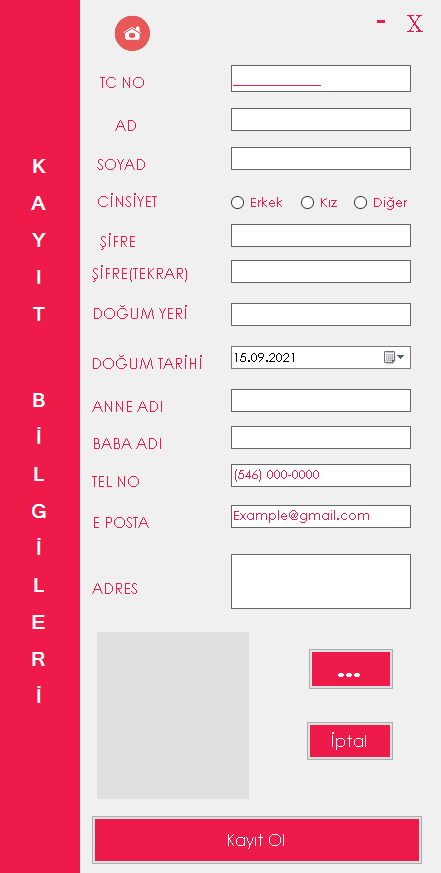 - X
TC NO
AD
SOYAD
CİNSİYET Erkek Kız Diğer
ŞİFRE
ŞİFRE(TEKRAR)
DOĞUM YERİ
DOĞUM TARİHİ 15.09.2021
ANNE ADI
BABA ADI
TEL NO (546) 000-0000
E POSTA Example@gmail.com
ADRES
...
İptal
Kayıt Ol
KAYIT BİLGİLERİ